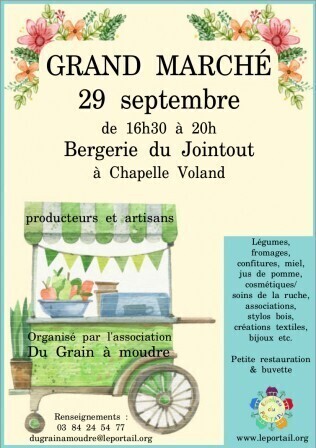 GRAND MARCHÉ
29 septembre
de 16h30 à 20h
Bergerie du Jointout
à Chapelle Voland
producteurs et artisans
Organisé par l'association
Du Grain à moudre
Renseignements :
03 84 24 54 77
dugrainamoudre@leportail.org
Légumes,
fromages,
confitures, miel,
jus de pomme,
cosmétiques/
soins de la ruche,
associations,
stylos bois,
créations textiles,
bijoux etc.
Petite restauration
& buvette
www.leportail.org